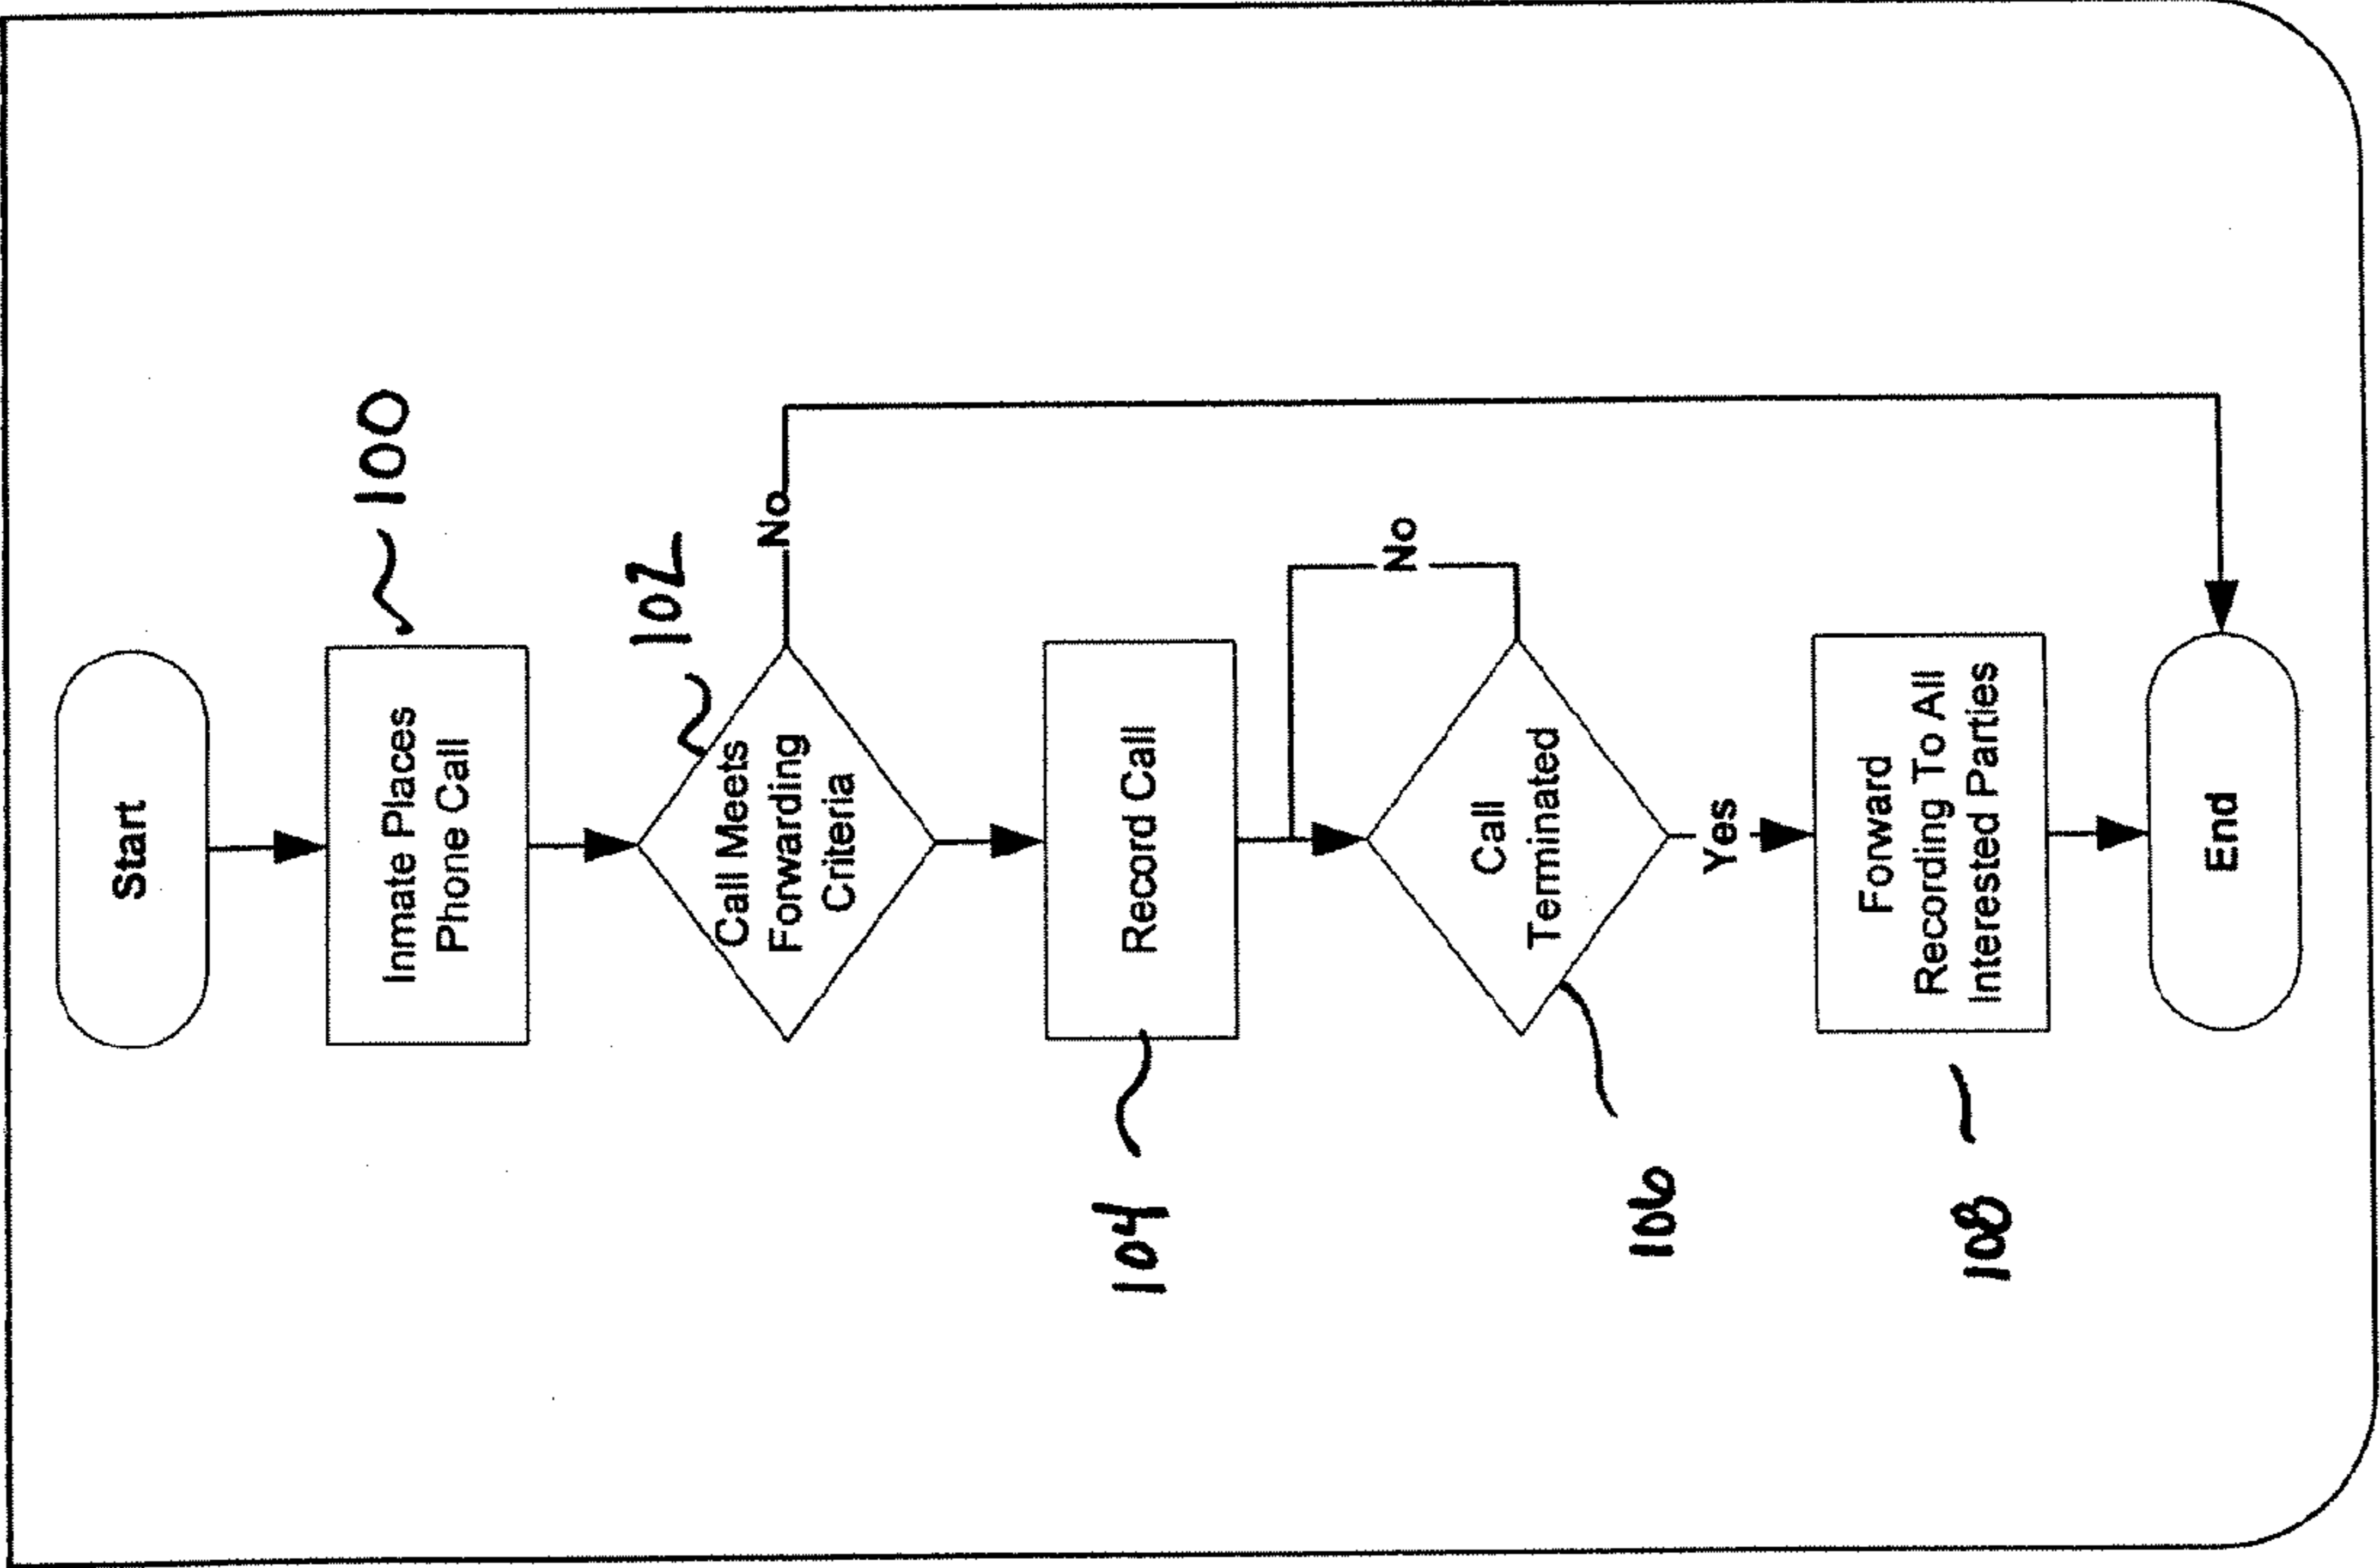 Start
100
Inmate Places
Phone Call
102
Call Meets
Forwarding
Criteria
No
104
Record Call
No
Call
Terminated
106
Yes
108
Forward
Recording To All
Interested Parties
End